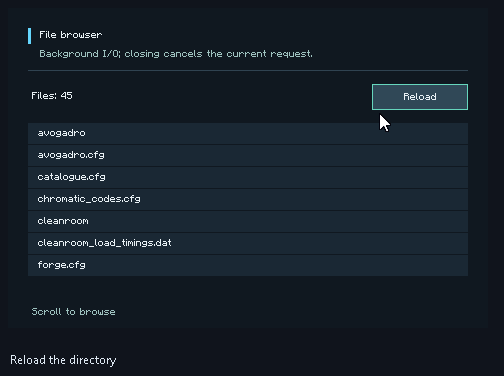 File browser
Background I/O; closing cancels the current request.
Files: 45
Reload
avogadro
avogadro.cfg
catalogue.cfg
chromatic_codes.cfg
cleanroom
cleanroom_load_timings.dat
forge.cfg
Scroll to browse
Reload the directory